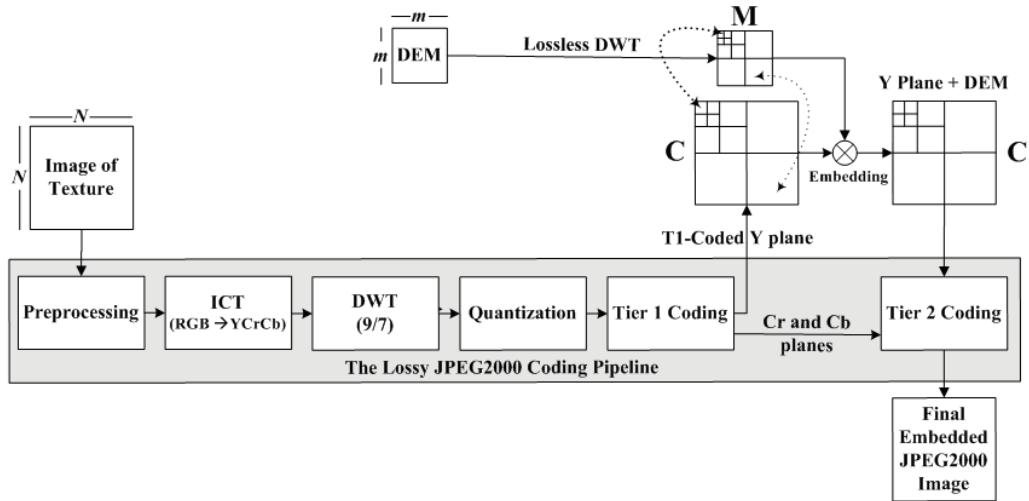 m
M
m
DEM
Lossless DWT
Y Plane + DEM
N
N
Image of
Texture
C
Embedding
C
T1-Coded Y plane
Preprocessing
ICT
(RGB →YCrCb)
DWT
(9/7)
Quantization
Tier 1 Coding
Cr and Cb
planes
Tier 2 Coding
The Lossy JPEG2000 Coding Pipeline
Final
Embedded
JPEG2000
Image